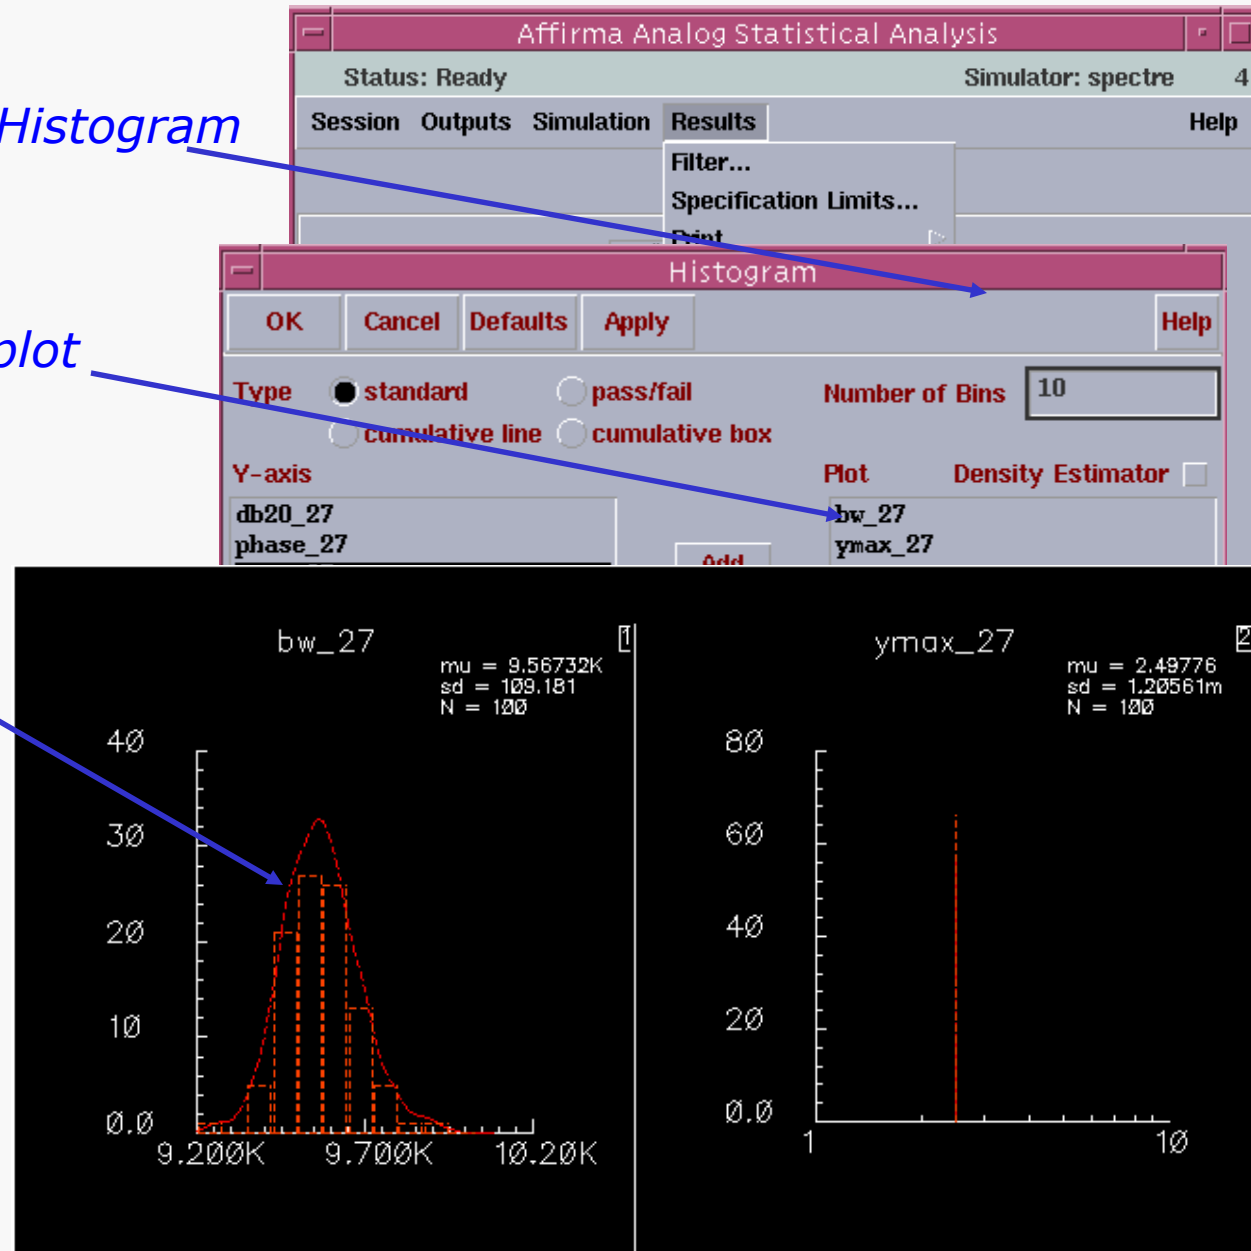 Affirma Analog Statistical Analysis
Status: Ready Simulator: spectre 4
Session Outputs Simulation Results Help
Histogram
Filter...
Specification Limits...
Print
Histogram
OK Cancel Defaults Apply Help
plot
Type standard pass/fail Number of Bins 10
cumulative line cumulative box
Y-axis Plot Density Estimator
db20_27 bw_27
phase_27 ymax_27
Add
bw_27 1
mu = 9.56732K
sd = 109.181
N = 100
40
30
20
10
0.0
9.200K 9.700K 10.20K
ymax_27 2
mu = 2.49776
sd = 1.20561m
N = 100
80
60
40
20
0.0
1 10